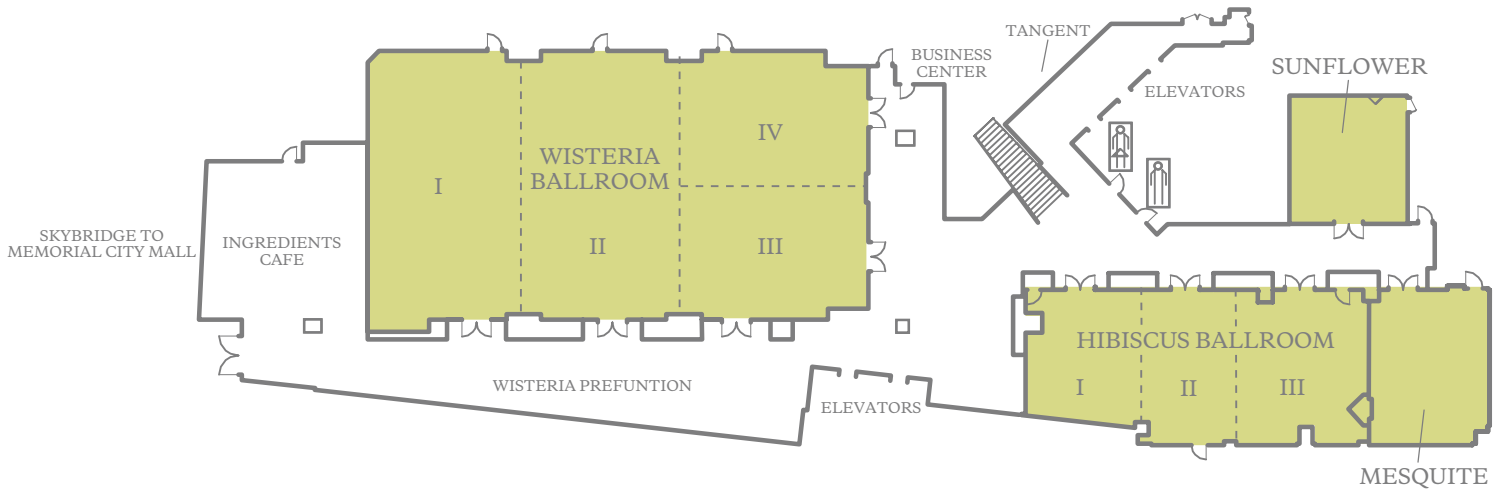 TANGENT
BUSINESS
CENTER
SUNFLOWER
ELEVATORS
IV
WISTERIA
BALLROOM
I
SKYBRIDGE TO
MEMORIAL CITY MALL
INGREDIENTS
CAFE
II
III
HIBISCUS BALLROOM
I
II
III
WISTERIA PREFUNTION
ELEVATORS
MESQUITE